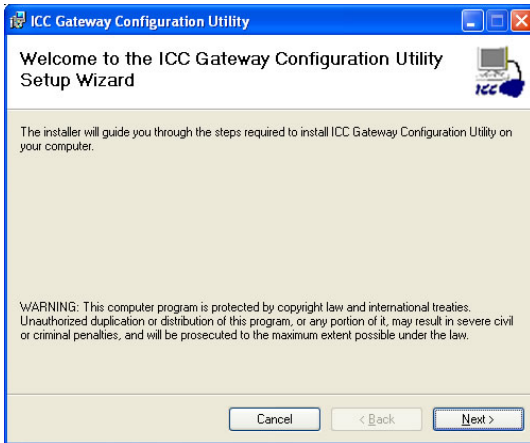 ICC Gateway Configuration Utility
Welcome to the ICC Gateway Configuration Utility
Setup Wizard
ICC
The installer will guide you through the steps required to install ICC Gateway Configuration Utility on
your computer.
WARNING: This computer program is protected by copyright law and international treaties.
Unauthorized duplication or distribution of this program, or any portion of it, may result in severe civil
or criminal penalties, and will be prosecuted to the maximum extent possible under the law.
Cancel < Back Next >